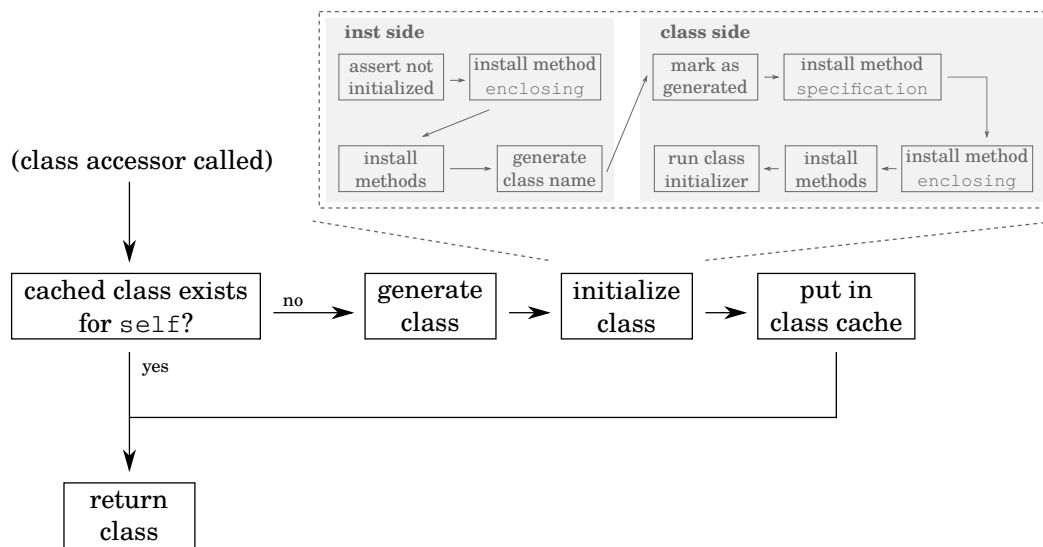 inst side
assert not
initialized
install method
enclosing
install
methods
generate
class name
class side
mark as
generated
install method
specification
run class
initializer
install
methods
install method
enclosing
(class accessor called)
cached class exists
for self?
no
generate
class
initialize
class
put in
class cache
yes
return
class